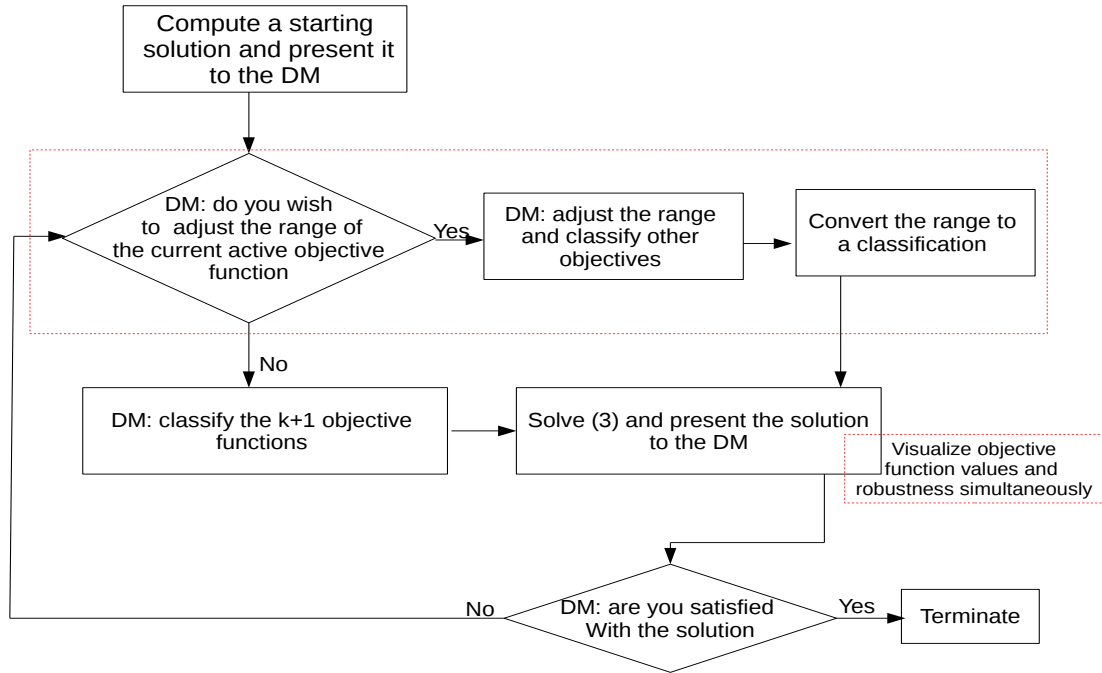 Compute a starting
solution and present it
to the DM
DM: do you wish
to adjust the range of
the current active objective
function
Yes
DM: adjust the range
and classify other
objectives
Convert the range to
a classification
No
DM: classify the k+1 objective
functions
Solve (3) and present the solution
to the DM
Visualize objective
function values and
robustness simultaneously
No
DM: are you satisfied
With the solution
Yes
Terminate